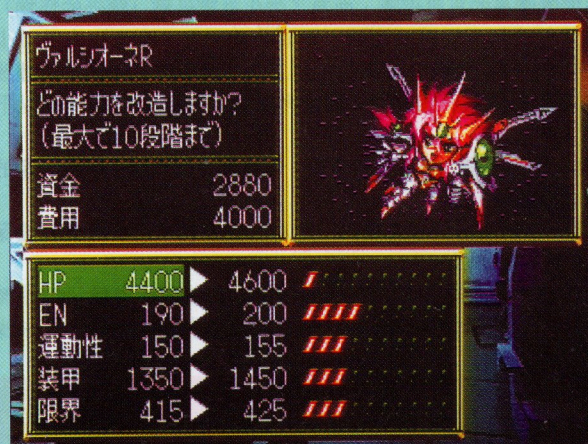 ヴァルシオーネR
どの能力を改造しますか?
(最大で10段階まで)
資金 2880
費用 4000
HP 4400▶ 4600
EN 190▶ 200
運動性 150▶ 155
装甲 1350▶ 1450
限界 415▶ 425